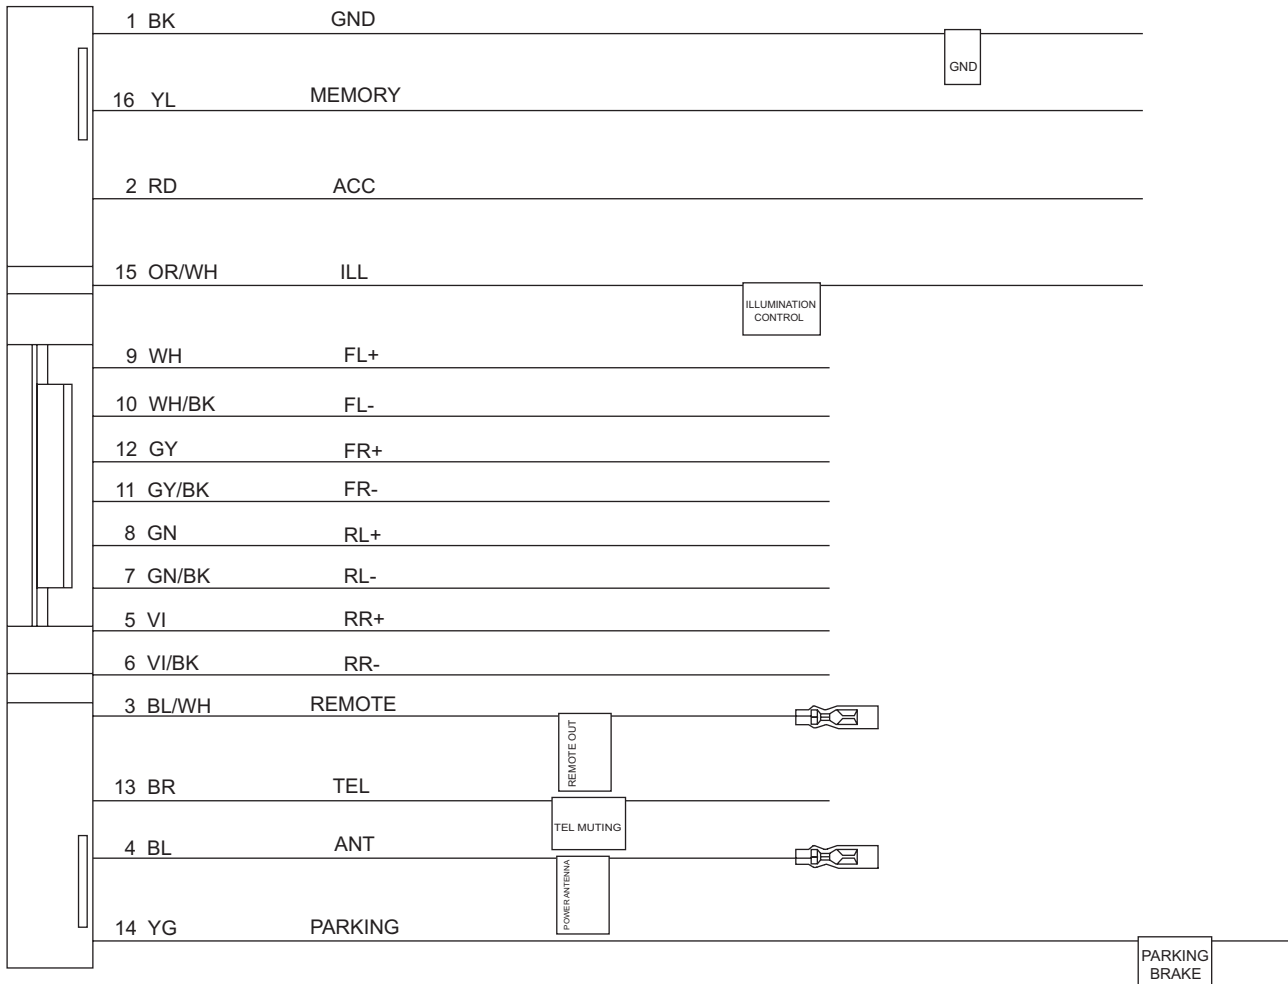 1 BK GND
GND
16 YL MEMORY
2 RD ACC
15 OR/WH ILL
ILLUMINATION
CONTROL
9 WH FL+
10 WH/BK FL-
12 GY FR+
11 GY/BK FR-
8 GN RL+
7 GN/BK RL-
5 VI RR+
6 VI/BK RR-
3 BL/WH REMOTE
REMOTE OUT
13 BR TEL
TEL MUTING
4 BL ANT
POWER ANTENNA
14 YG PARKING
PARKING
BRAKE